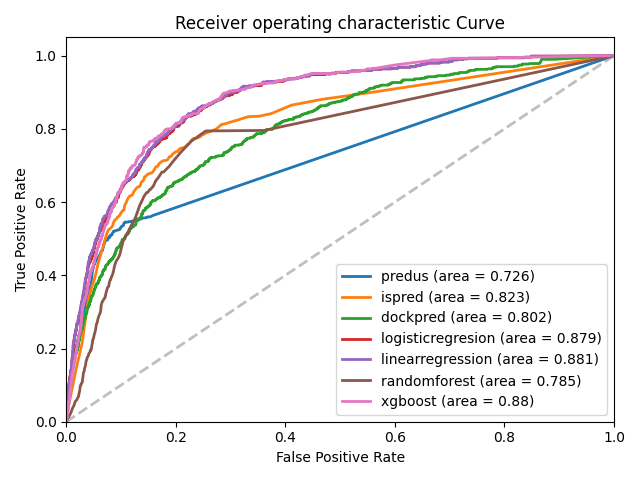 Receiver operating characteristic Curve
True Positive Rate
1.0
0.8
0.6
0.4
0.2
0.0
predus (area = 0.726)
ispred (area = 0.823)
dockpred (area = 0.802)
logisticregresion (area = 0.879)
linearregression (area = 0.881)
randomforest (area = 0.785)
xgboost (area = 0.88)
0.0 0.2 0.4 0.6 0.8 1.0
False Positive Rate